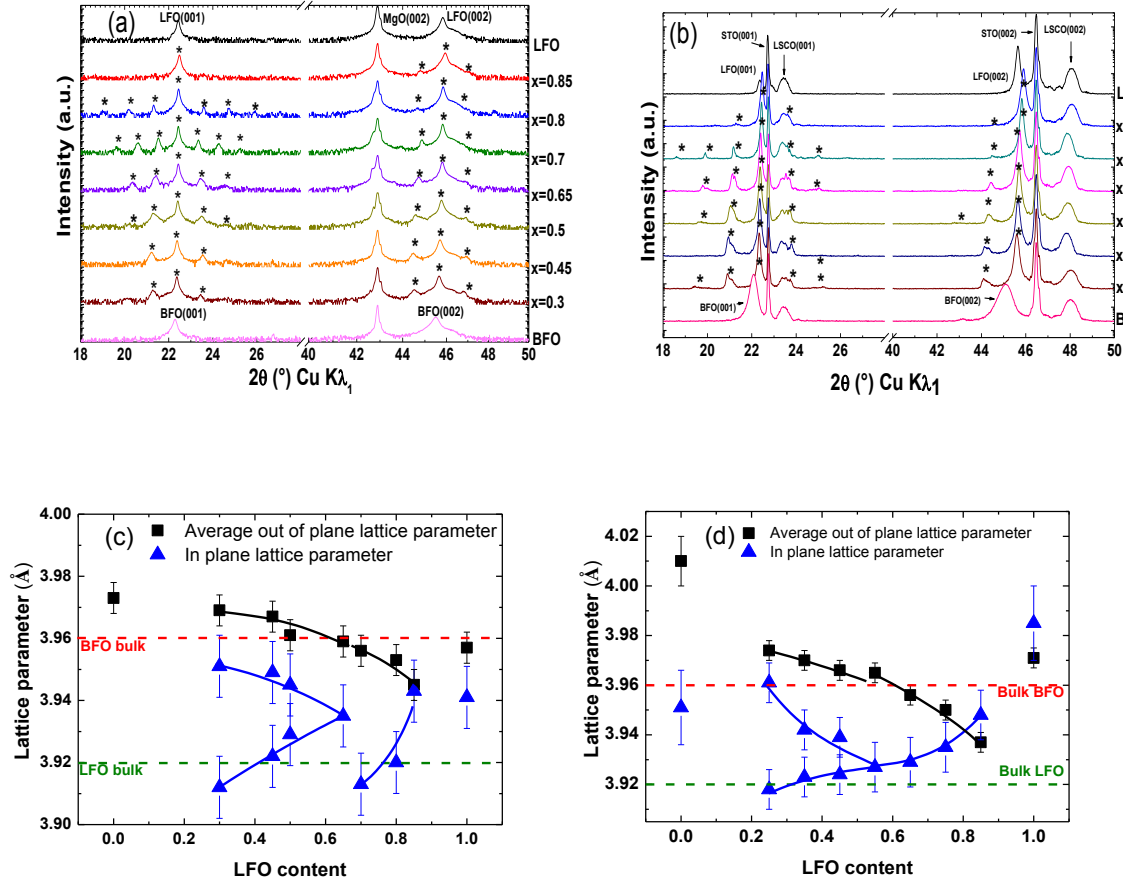 (a)
LFO(001)
MgO(002)
LFO(002)
LFO
*
* * *
x=0.85
* * * * * * *
* * *
x=0.8
* * * * * * *
* *
x=0.7
* * * * *
* * *
x=0.65
* * * * *
* * *
x=0.5
* * *
* * *
x=0.45
* * *
* * *
x=0.3
BFO(001)
BFO(002)
BFO
18 20 22 24 26 40 42 44 46 48 50
2θ (°) Cu Kλ1
Intensity (a.u.)
(b)
STO(001)
LSCO(001)
LFO(001)
STO(002)
LSCO(002)
LFO(002)
L
x
x
x
x
x
x
BFO(001)
BFO(002)
B
18 20 22 24 26 40 42 44 46 48 50
2θ (°) Cu Kλ1
Intensity (a.u.)
(c)
Average out of plane lattice parameter
In plane lattice parameter
4.00
3.98
3.96
3.94
3.92
3.90
BFO bulk
LFO bulk
0.0 0.2 0.4 0.6 0.8 1.0
LFO content
Lattice parameter (Å)
(d)
Average out of plane lattice parameter
In plane lattice parameter
4.02
4.00
3.98
3.96
3.94
3.92
Bulk BFO
Bulk LFO
0.0 0.2 0.4 0.6 0.8 1.0
LFO content
Lattice parameter (Å)